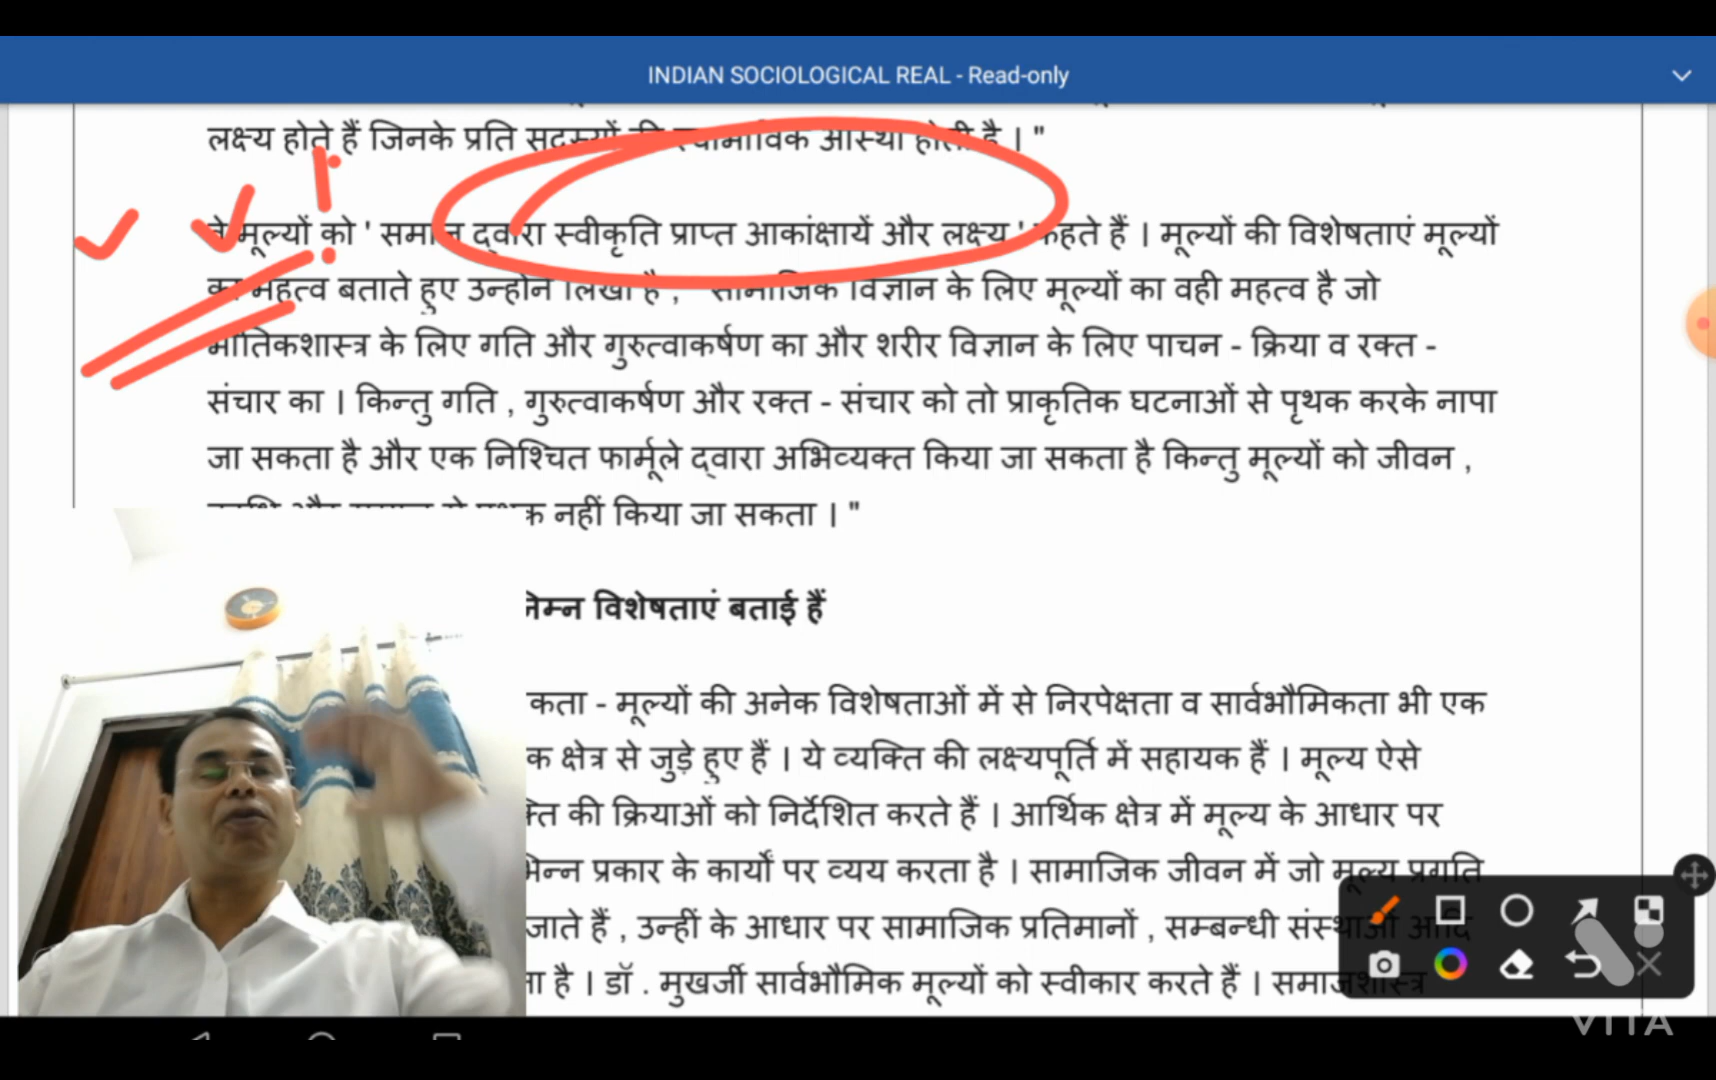 INDIAN SOCIOLOGICAL REAL - Read-only
लक्ष्य होते हैं जिनके प्रति सदस्यों की स्वाभाविक आस्था होती है । "
वे मूल्यों को ' समाज द्वारा स्वीकृति प्राप्त आकांक्षायें और लक्ष्य ' कहते हैं । मूल्यों की विशेषताएं मूल्यों
का महत्व बताते हुए उन्होंने लिखा है , " सामाजिक विज्ञान के लिए मूल्यों का वही महत्व है जो
भौतिकशास्त्र के लिए गति और गुरुत्वाकर्षण का और शरीर विज्ञान के लिए पाचन - क्रिया व रक्त -
संचार का । किन्तु गति , गुरुत्वाकर्षण और रक्त - संचार को तो प्राकृतिक घटनाओं से पृथक करके नापा
जा सकता है और एक निश्चित फार्मूले द्वारा अभिव्यक्त किया जा सकता है किन्तु मूल्यों को जीवन ,
नहीं किया जा सकता । "
विशेषताएं बताई हैं
- मूल्यों की अनेक विशेषताओं में से निरपेक्षता व सार्वभौमिकता भी एक
क्षेत्र से जुड़े हुए हैं । ये व्यक्ति की लक्ष्यपूर्ति में सहायक हैं । मूल्य ऐसे
की क्रियाओं को निर्देशित करते हैं । आर्थिक क्षेत्र में मूल्य के आधार पर
प्रकार के कार्यों पर व्यय करता है । सामाजिक जीवन में जो मूल्य प्रगति
जाते हैं , उन्हीं के आधार पर सामाजिक प्रतिमानों , सम्बन्धी संस्थाओं आदि
है । डॉ . मुखर्जी सार्वभौमिक मूल्यों को स्वीकार करते हैं । समाजशास्त्र
VITA